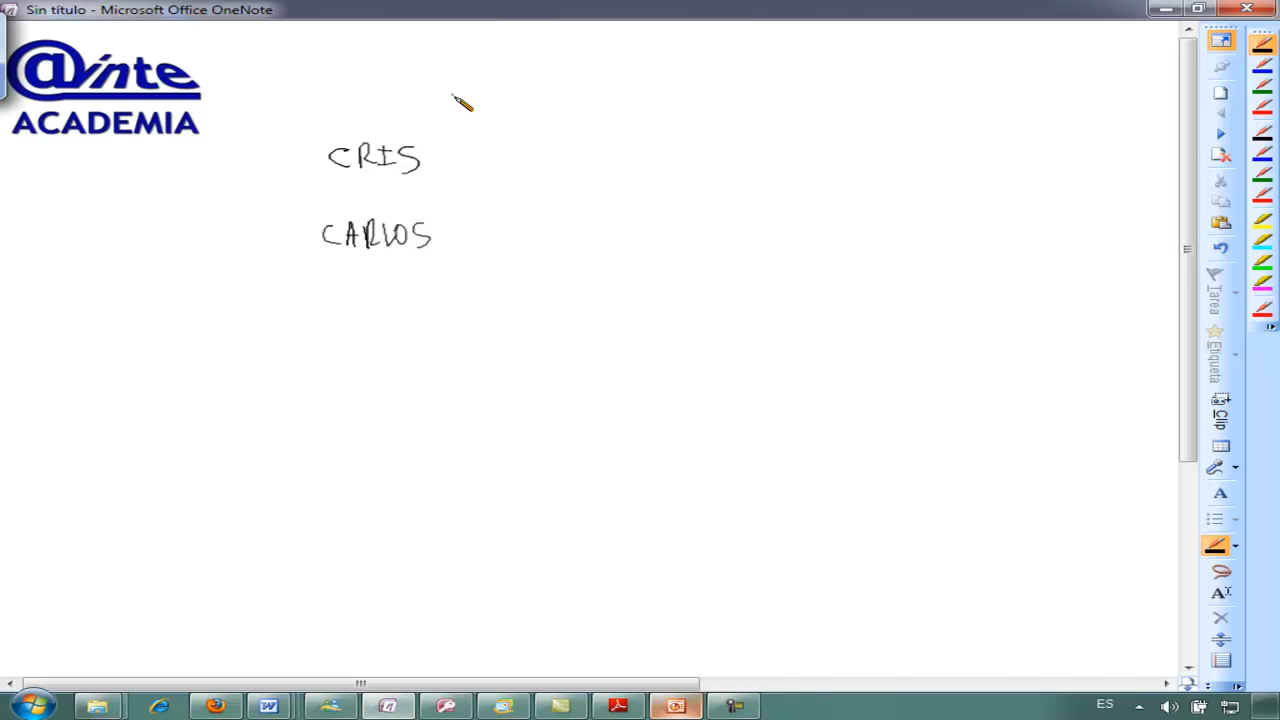 Sin título - Microsoft Office OneNote
@inte
ACADEMIA
CRIS
CARLOS
Tarea
Etiqueta
Clip
A
A
ES